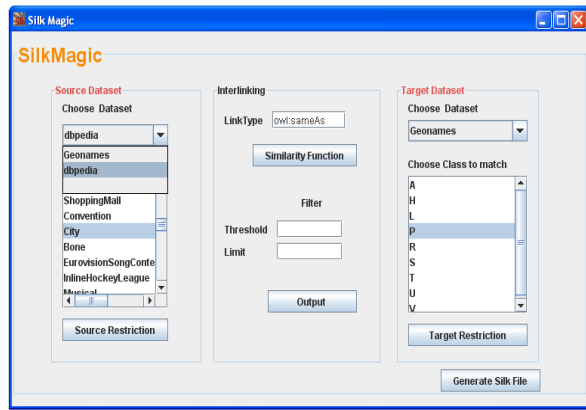 Silk Magic
SilkMagic
Source Dataset
Choose Dataset
dbpedia
Geonames
dbpedia
ShoppingMall
Convention
City
Bone
EurovisionSongConte
InlineHockeyLeague
Musical
Source Restriction
Interlinking
LinkType owl:sameAs
Similarity Function
Filter
Threshold
Limit
Output
Target Dataset
Choose Dataset
Geonames
Choose Class to match
A
H
L
P
R
S
T
U
V
Target Restriction
Generate Silk File